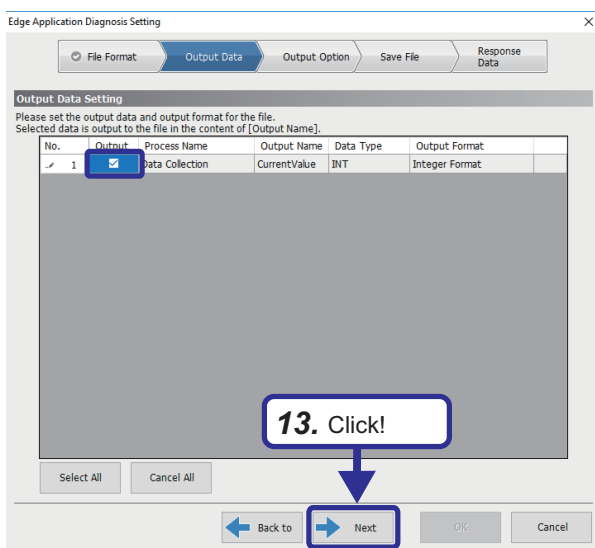 Edge Application Diagnosis Setting
File Format
Output Data
Output Option
Save File
Response
Data
Output Data Setting
Please set the output data and output format for the file.
Selected data is output to the file in the content of [Output Name].
No. Output Process Name Output Name Data Type Output Format
1 Data Collection CurrentValue INT Integer Format
13. Click!
Select All Cancel All
Back to Next OK Cancel